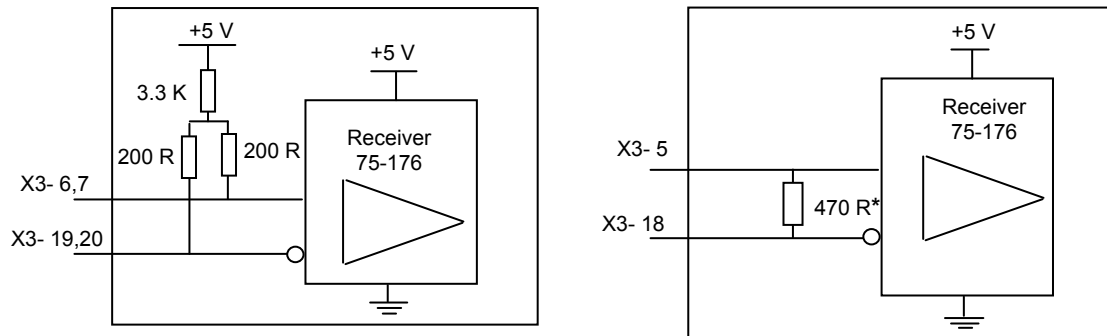 +5 V
3.3 K
200 R
200 R
X3- 6,7
X3- 19,20
+5 V
Receiver
75-176
X3- 5
X3- 18
470 R*
+5 V
Receiver
75-176